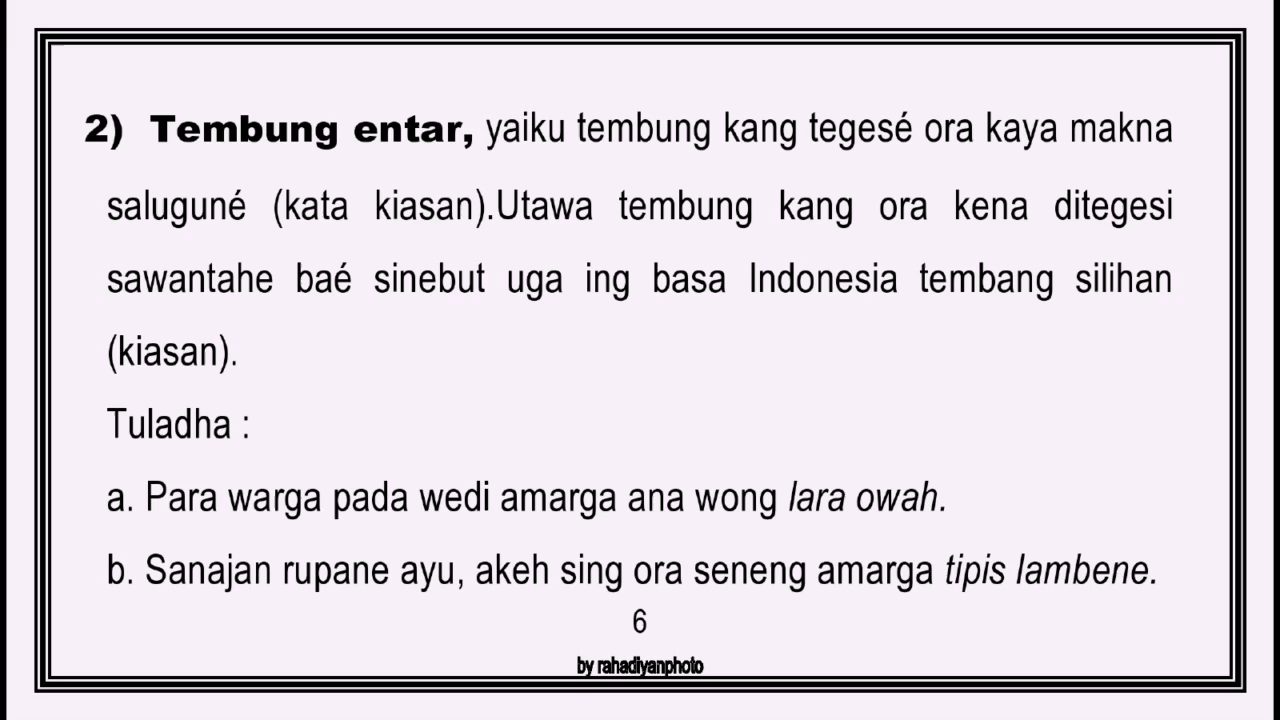 2) Tembung entar, yaiku tembung kang tegesé ora kaya makna
saluguné (kata kiasan).Utawa tembung kang ora kena ditegesi
sawantahe baé sinebut uga ing basa Indonesia tembang silihan
(kiasan).
Tuladha :
a. Para warga pada wedi amarga ana wong lara owah.
b. Sanajan rupane ayu, akeh sing ora seneng amarga tipis lambene.
6
by rahadiyanphoto